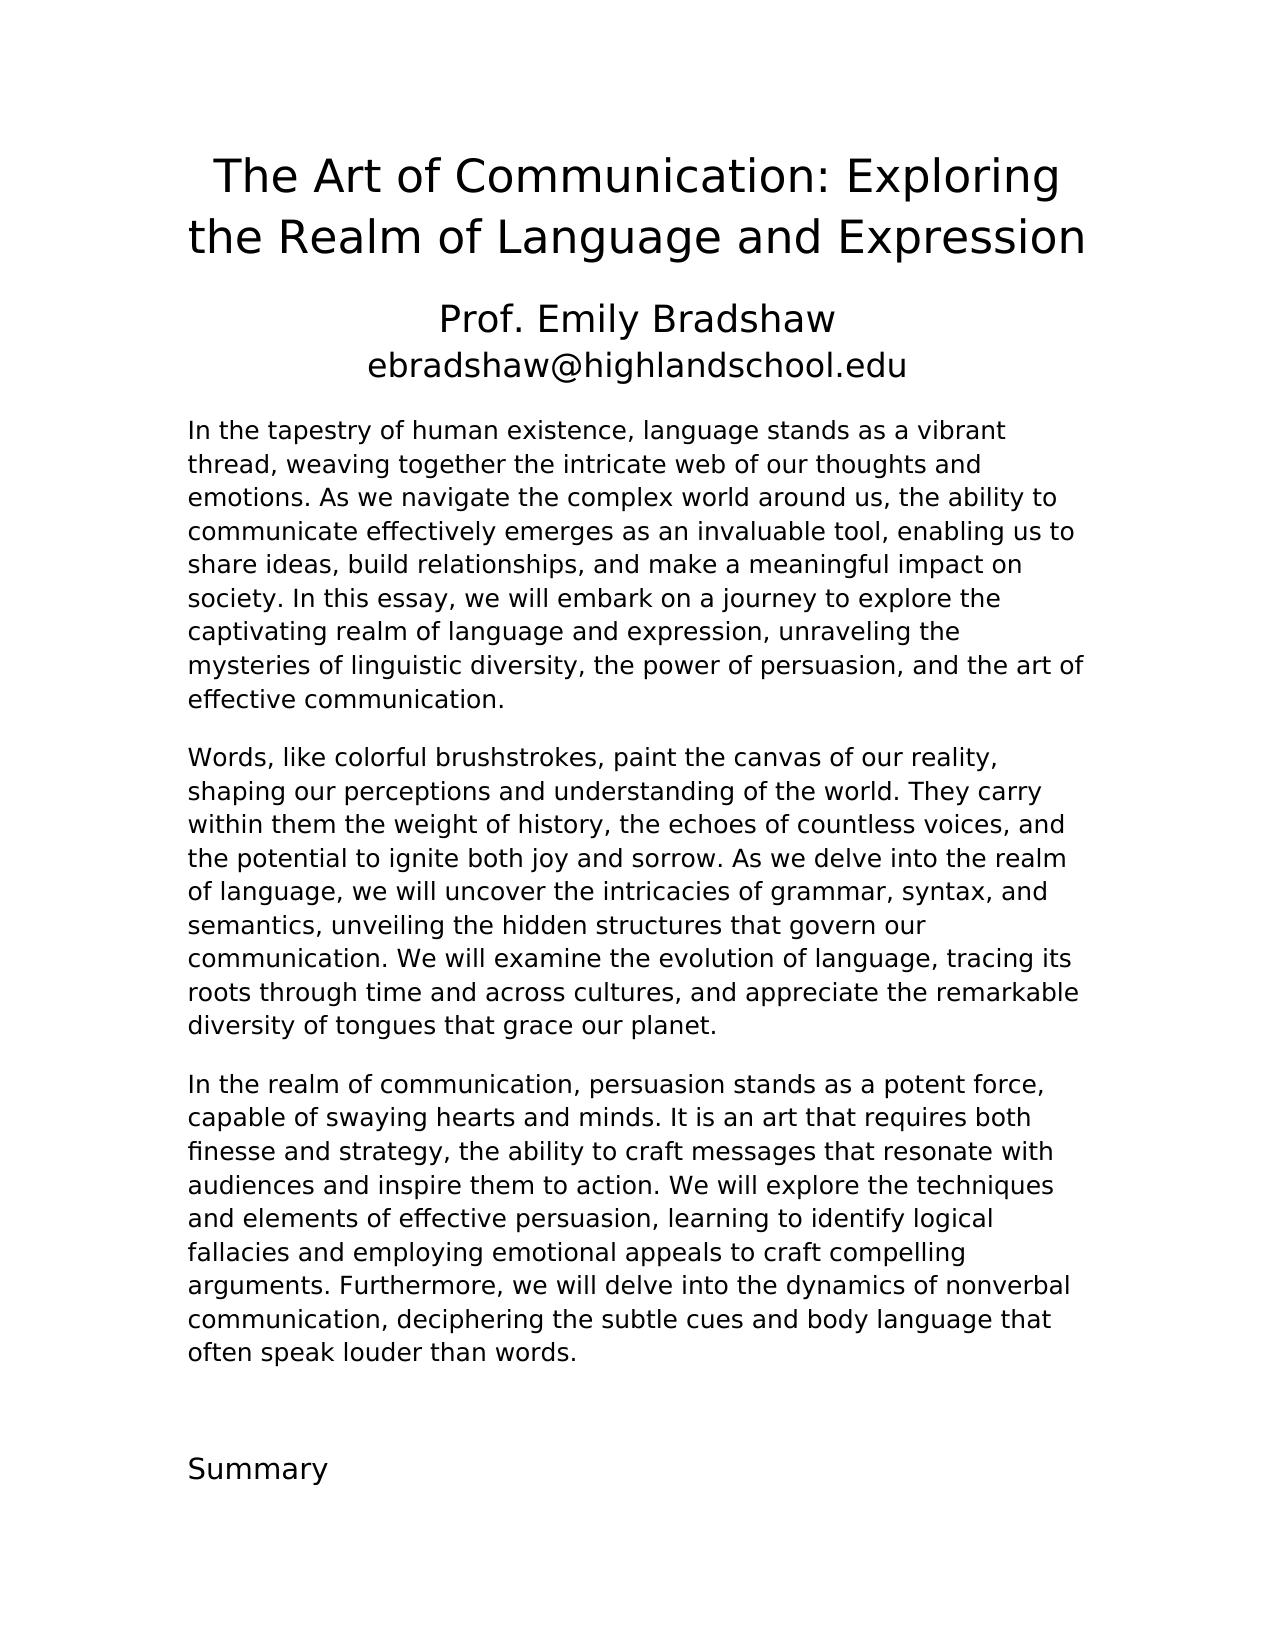 The Art of Communication: Exploring
the Realm of Language and Expression
Prof. Emily Bradshaw
ebradshaw@highlandschool.edu
In the tapestry of human existence, language stands as a vibrant
thread, weaving together the intricate web of our thoughts and
emotions. As we navigate the complex world around us, the ability to
communicate effectively emerges as an invaluable tool, enabling us to
share ideas, build relationships, and make a meaningful impact on
society. In this essay, we will embark on a journey to explore the
captivating realm of language and expression, unraveling the
mysteries of linguistic diversity, the power of persuasion, and the art of
effective communication.
Words, like colorful brushstrokes, paint the canvas of our reality,
shaping our perceptions and understanding of the world. They carry
within them the weight of history, the echoes of countless voices, and
the potential to ignite both joy and sorrow. As we delve into the realm
of language, we will uncover the intricacies of grammar, syntax, and
semantics, unveiling the hidden structures that govern our
communication. We will examine the evolution of language, tracing its
roots through time and across cultures, and appreciate the remarkable
diversity of tongues that grace our planet.
In the realm of communication, persuasion stands as a potent force,
capable of swaying hearts and minds. It is an art that requires both
finesse and strategy, the ability to craft messages that resonate with
audiences and inspire them to action. We will explore the techniques
and elements of effective persuasion, learning to identify logical
fallacies and employing emotional appeals to craft compelling
arguments. Furthermore, we will delve into the dynamics of nonverbal
communication, deciphering the subtle cues and body language that
often speak louder than words.
Summary